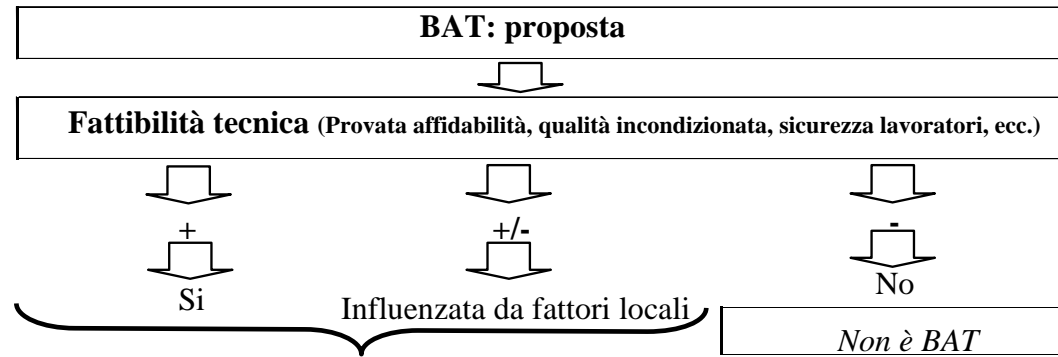 BAT: proposta
Fattibilità tecnica (Provata affidabilità, qualità incondizionata, sicurezza lavoratori, ecc.)
+ +/- -
Si Influenzata da fattori locali No
Non è BAT